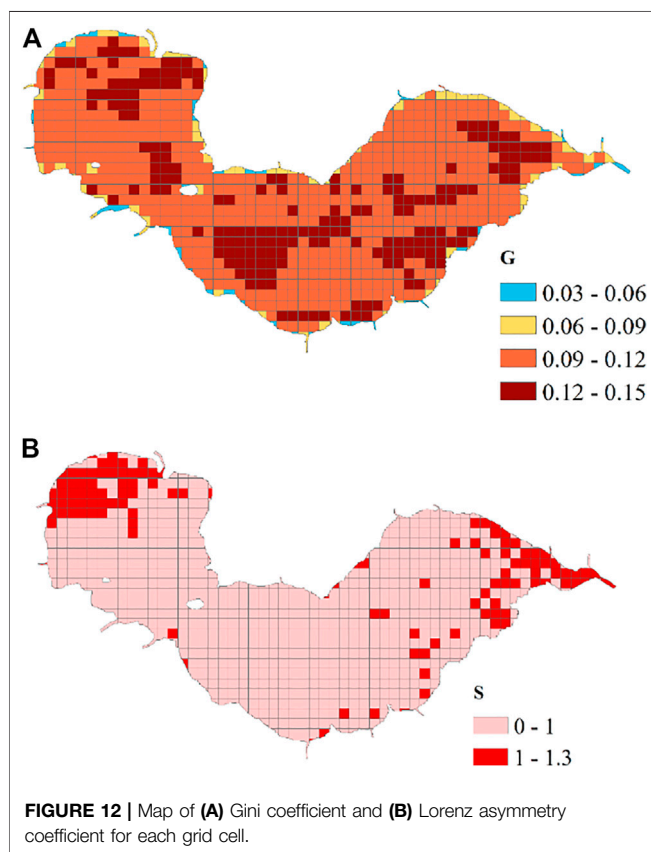 A
G
0.03 - 0.06
0.06 - 0.09
0.09 - 0.12
0.12 - 0.15
B
S
0 - 1
1 - 1.3
FIGURE 12 | Map of (A) Gini coefficient and (B) Lorenz asymmetry
coefficient for each grid cell.